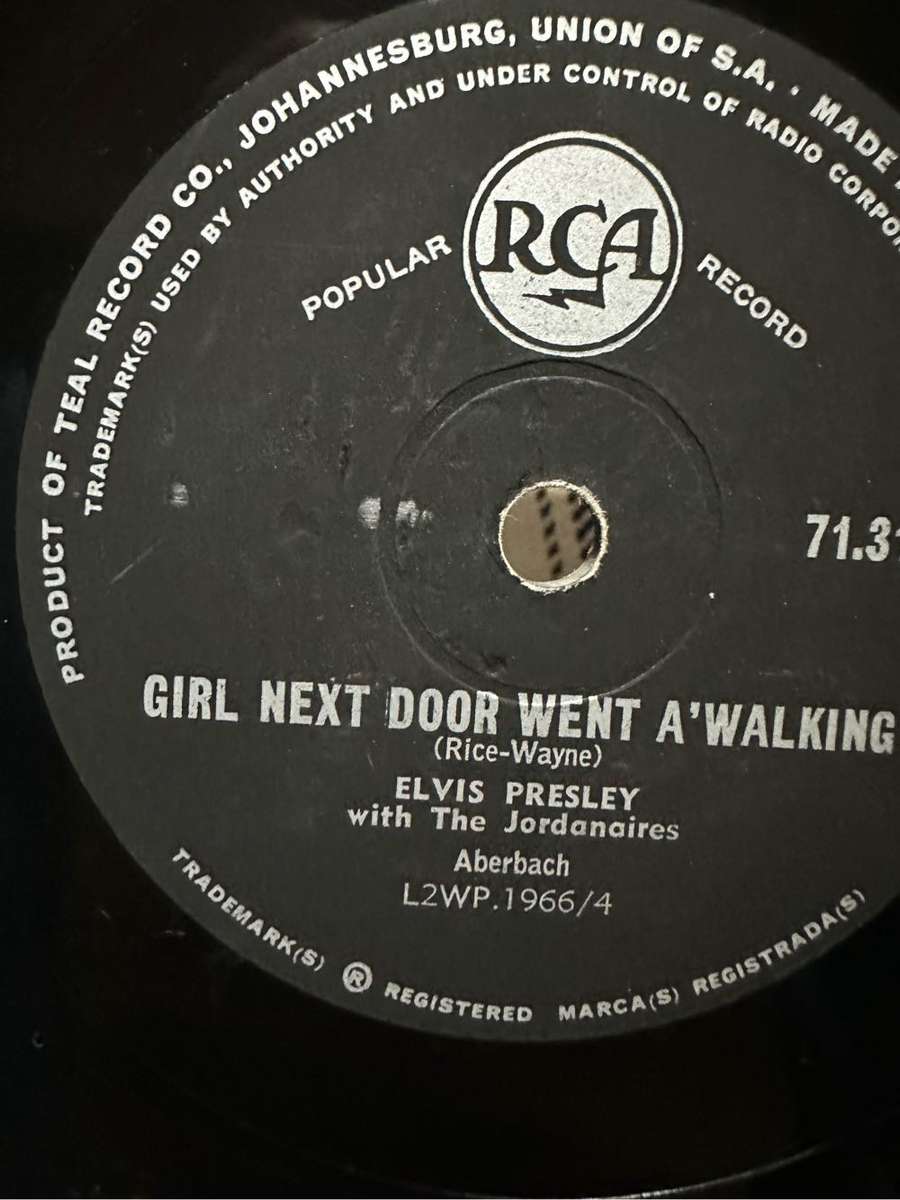 PRODUCT OF TEAL RECORD CO., JOHANNESBURG, UNION OF S.A. · MADE
TRADEMARK(S) USED BY AUTHORITY AND UNDER CONTROL OF RADIO
POPULAR
RCA
RECORD
71.3
GIRL NEXT DOOR WENT A'WALKING
(Rice-Wayne)
ELVIS PRESLEY
with The Jordanaires
Aberbach
L2WP.1966/4
TRADEMARK(S) ® REGISTERED MARCA(S) REGISTRADA(S)